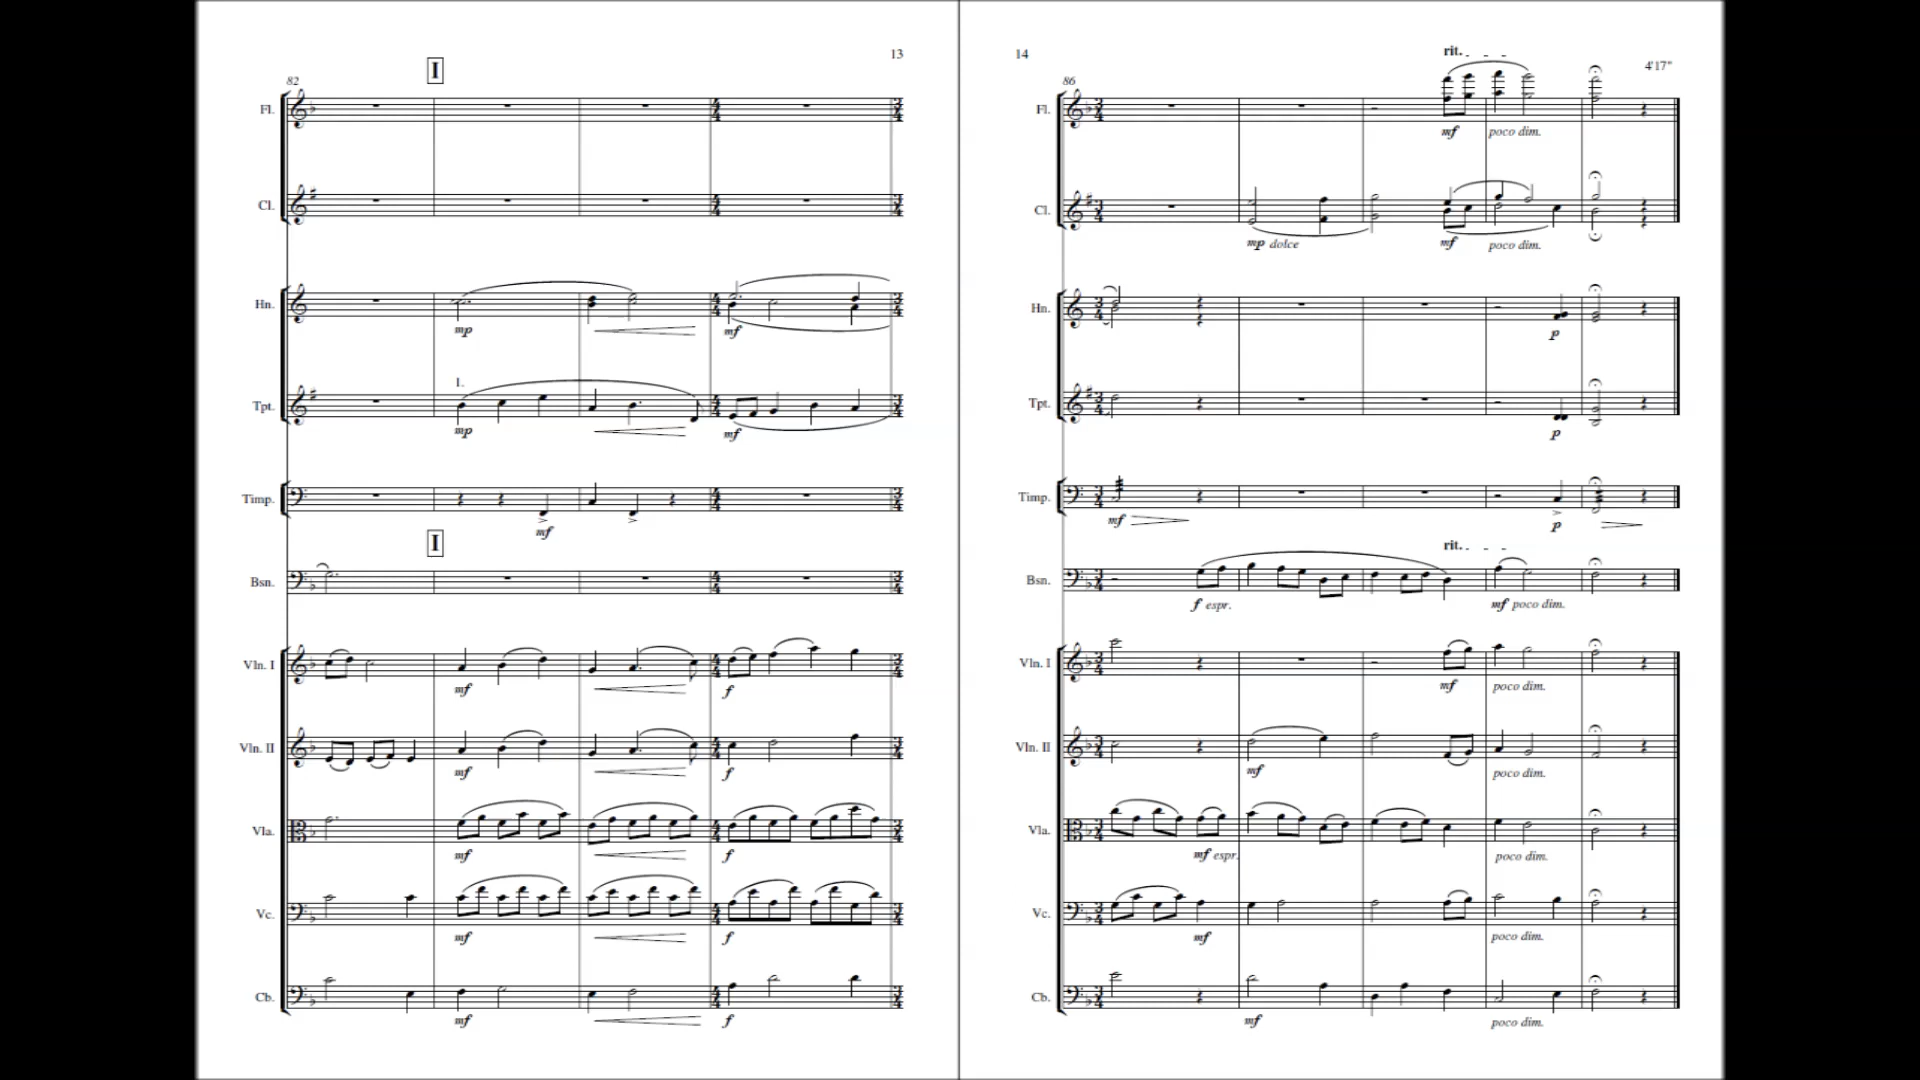 13
I
82
Fl.
Cl.
Hn.
mp
mf
1.
Tpt.
mp
mf
Timp.
mf
I
Bsn.
Vln. I
mf
f
Vln. II
mf
f
Vla.
mf
f
Vc.
mf
f
Cb.
mf
f
14
rit.
4'17"
86
Fl.
mf poco dim.
Cl.
mp dolce mf poco dim.
Hn.
p
Tpt.
p
Timp.
mf p
rit.
Bsn.
f espr. mf poco dim.
Vln. I
mf poco dim.
Vln. II
mf poco dim.
Vla.
mf espr. poco dim.
Vc.
mf poco dim.
Cb.
mf poco dim.